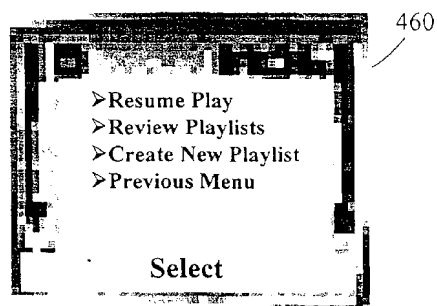 460
➢Resume Play
➢Review Playlists
➢Create New Playlist
➢Previous Menu
Select